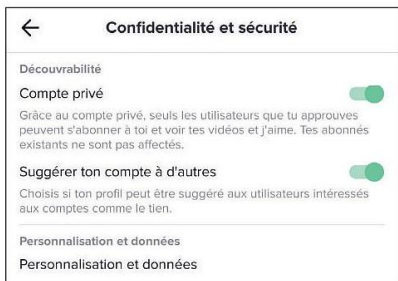 Confidentialité et sécurité
Découvrabilité
Compte privé
Grâce au compte privé, seuls les utilisateurs que tu approuves
peuvent s'abonner à toi et voir tes vidéos et j'aime. Tes abonnés
existants ne sont pas affectés.
Suggérer ton compte à d'autres
Choisis si ton profil peut être suggéré aux utilisateurs intéressés
aux comptes comme le tien.
Personnalisation et données
Personnalisation et données